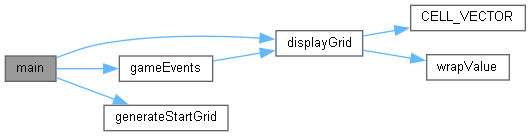 main
gameEvents
generateStartGrid
displayGrid
CELL_VECTOR
wrapValue